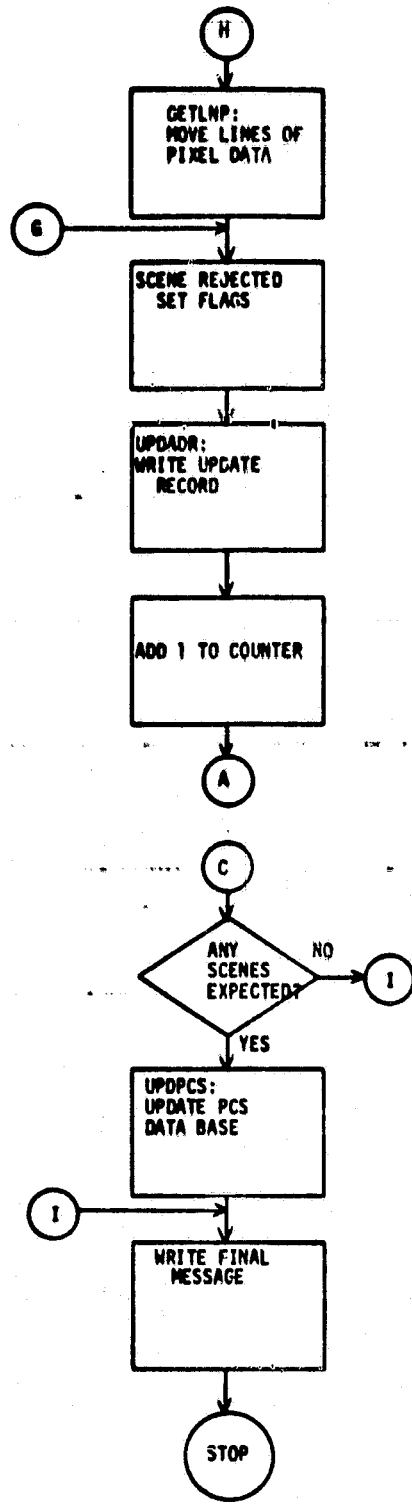 H
GETLNP:
MOVE LINES OF
PIXEL DATA
G
SCENE REJECTED
SET FLAGS
UPDADR:
WRITE UPDATE
RECORD
ADD 1 TO COUNTER
A
C
ANY
SCENES
EXPECTED?
NO
I
YES
UPDPCS:
UPDATE PCS
DATA BASE
I
WRITE FINAL
MESSAGE
STOP